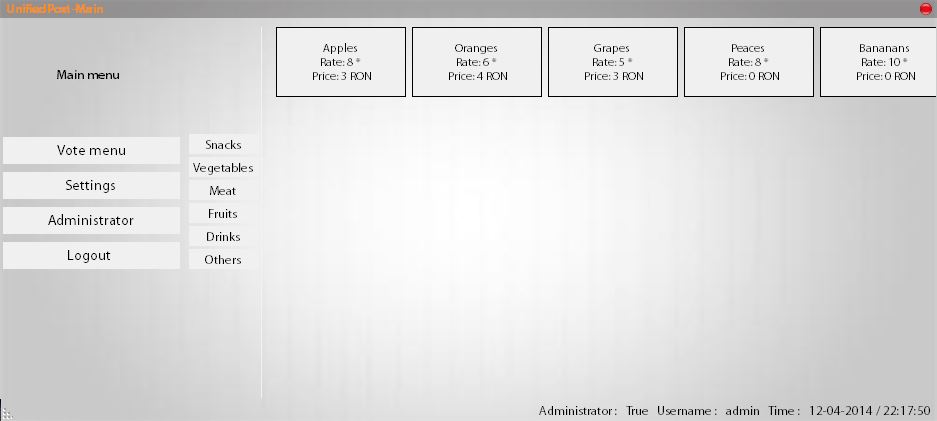 Unified Post - Main
Main menu
Vote menu
Settings
Administrator
Logout
Snacks
Vegetables
Meat
Fruits
Drinks
Others
Apples
Rate: 8 *
Price: 3 RON
Oranges
Rate: 6 *
Price: 4 RON
Grapes
Rate: 5 *
Price: 3 RON
Peaces
Rate: 8 *
Price: 0 RON
Bananans
Rate: 10 *
Price: 0 RON
Administrator : True Username : admin Time : 12-04-2014 / 22:17:50